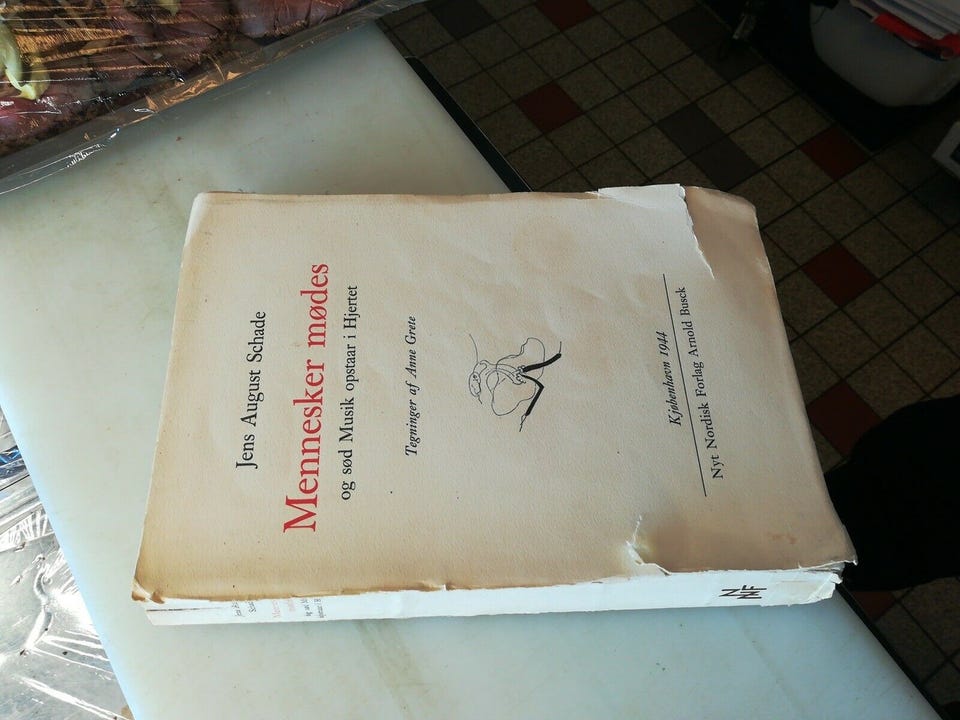 Jens August Schade
Mennesker mødes
og sød Musik opstaar i Hjertet
Tegninger af Anne Grete
Kjøbenhavn 1944
Nyt Nordisk Forlag Arnold Busck